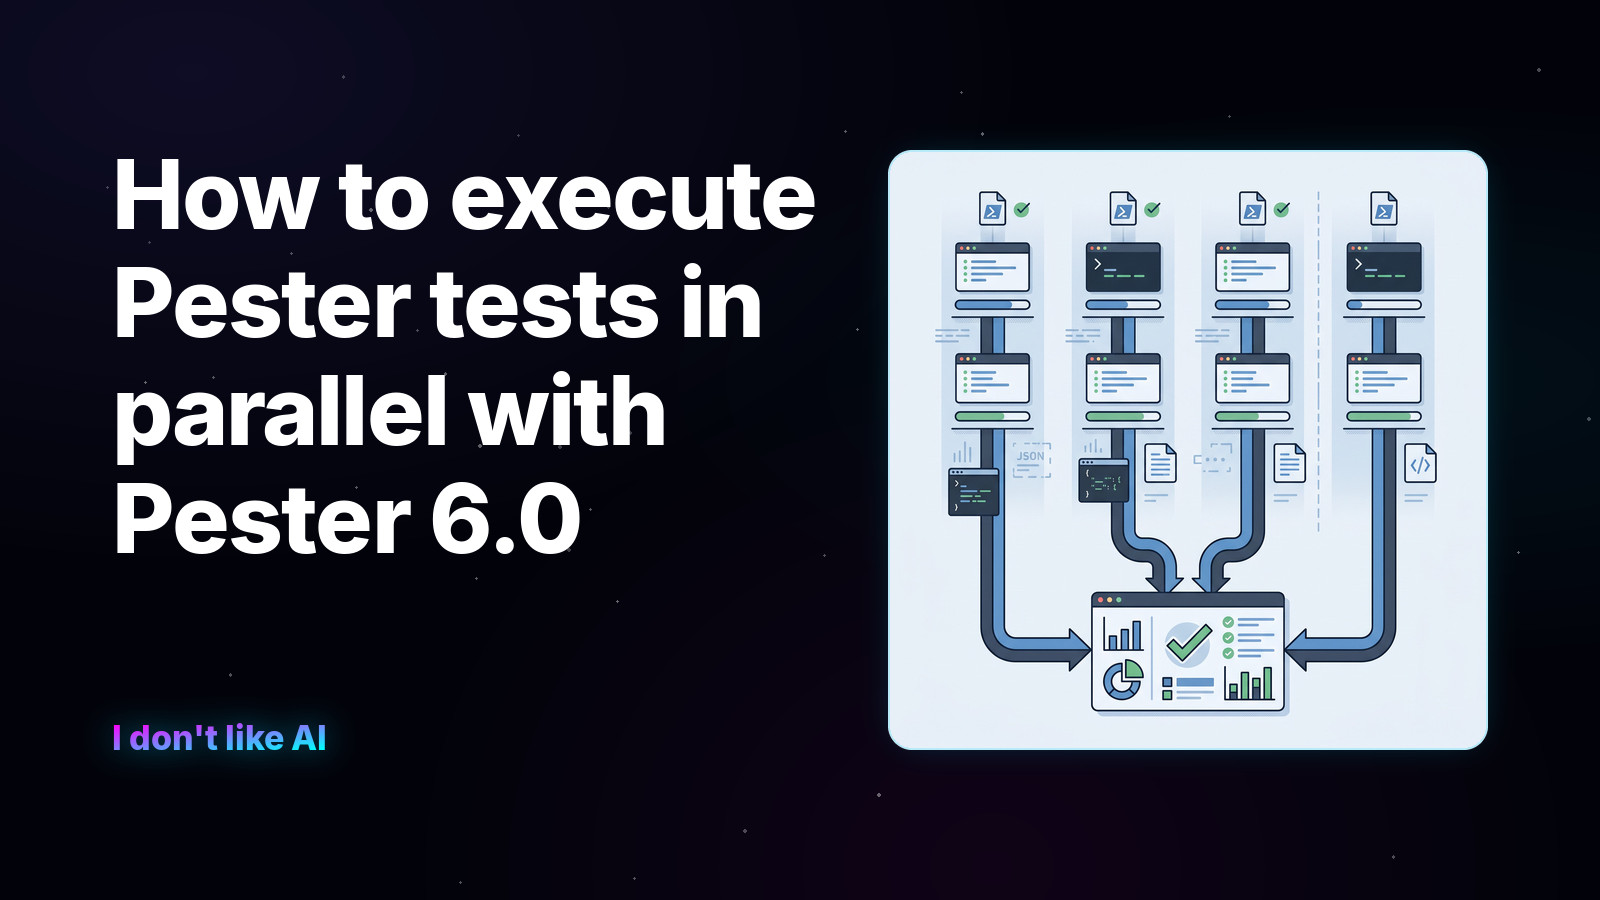 How to execute
Pester tests in
parallel with
Pester 6.0
I don't like AI
JSON